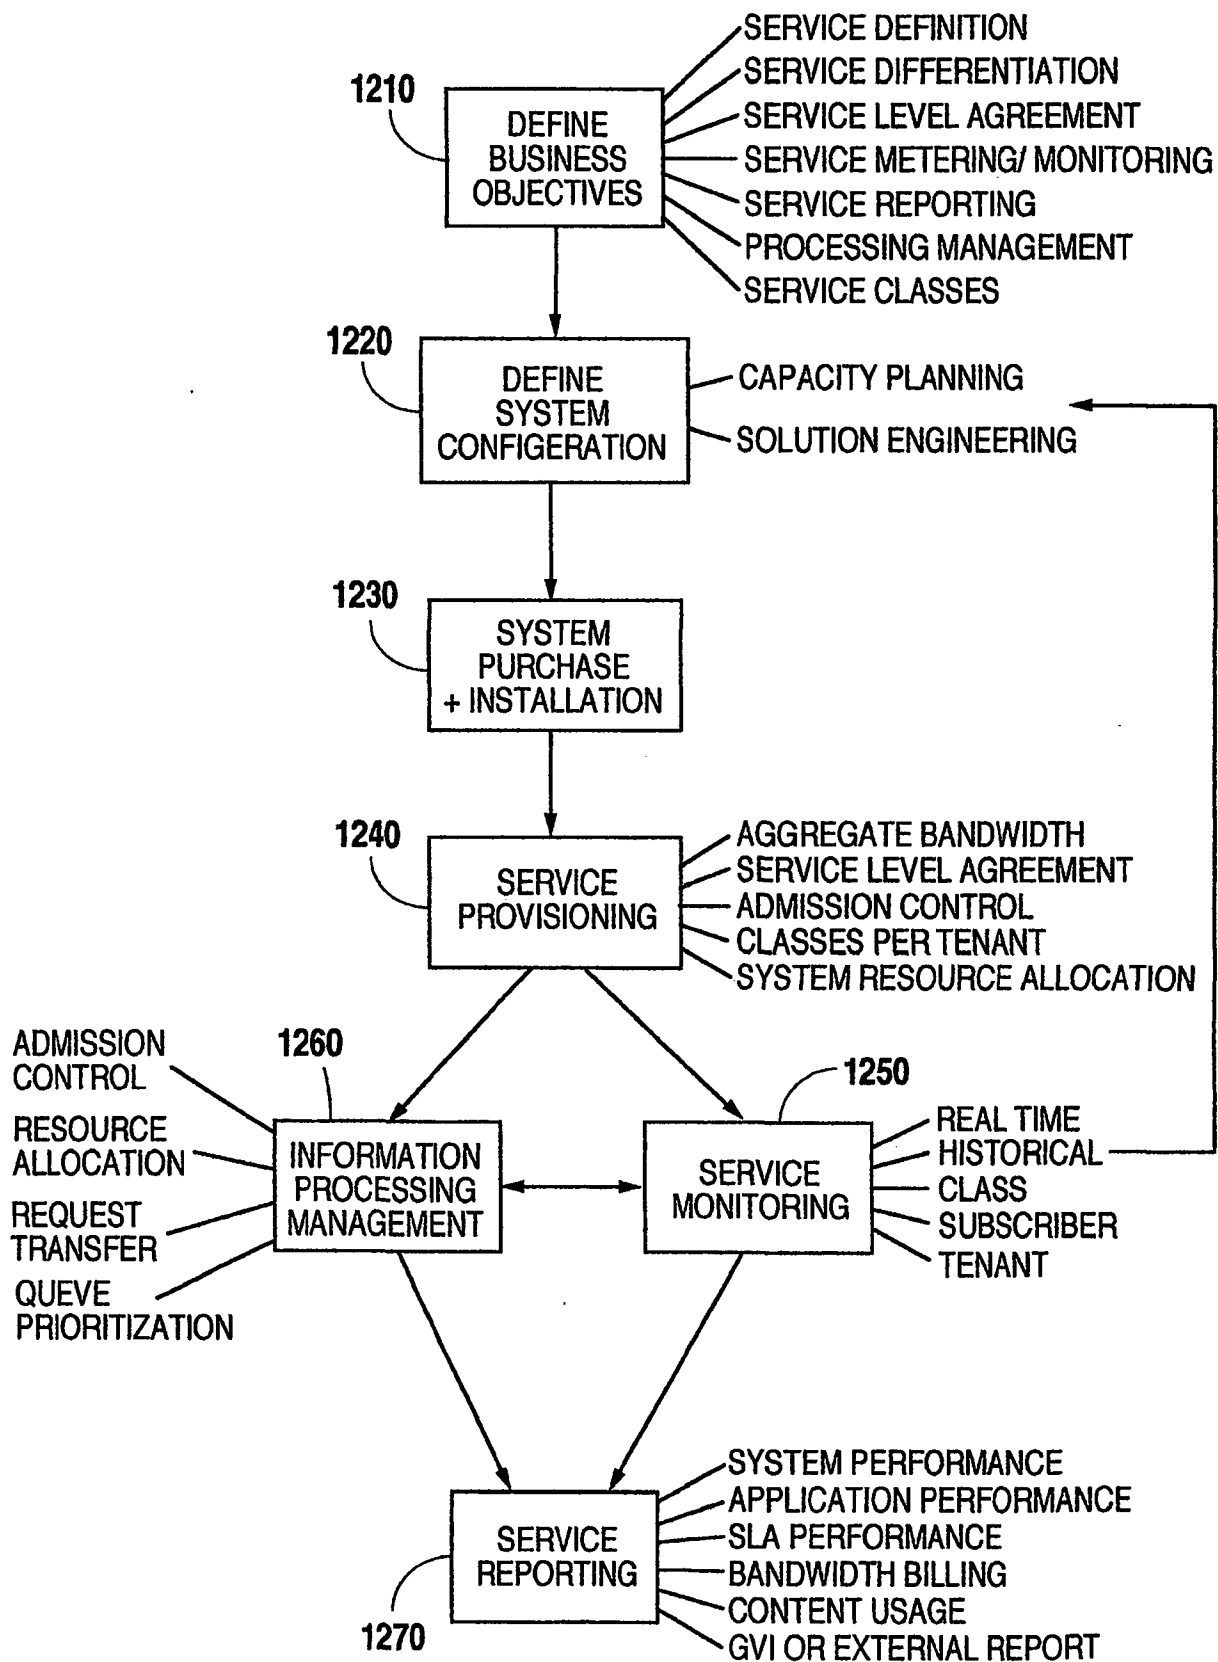 SERVICE DEFINITION
SERVICE DIFFERENTIATION
SERVICE LEVEL AGREEMENT
SERVICE METERING/ MONITORING
SERVICE REPORTING
PROCESSING MANAGEMENT
SERVICE CLASSES
1210
DEFINE
BUSINESS
OBJECTIVES
1220
DEFINE
SYSTEM
CONFIGERATION
CAPACITY PLANNING
SOLUTION ENGINEERING
1230
SYSTEM
PURCHASE
+ INSTALLATION
1240
SERVICE
PROVISIONING
AGGREGATE BANDWIDTH
SERVICE LEVEL AGREEMENT
ADMISSION CONTROL
CLASSES PER TENANT
SYSTEM RESOURCE ALLOCATION
ADMISSION
CONTROL
RESOURCE
ALLOCATION
REQUEST
TRANSFER
QUEVE
PRIORITIZATION
1260
INFORMATION
PROCESSING
MANAGEMENT
1250
SERVICE
MONITORING
REAL TIME
HISTORICAL
CLASS
SUBSCRIBER
TENANT
SERVICE
REPORTING
1270
SYSTEM PERFORMANCE
APPLICATION PERFORMANCE
SLA PERFORMANCE
BANDWIDTH BILLING
CONTENT USAGE
GVI OR EXTERNAL REPORT